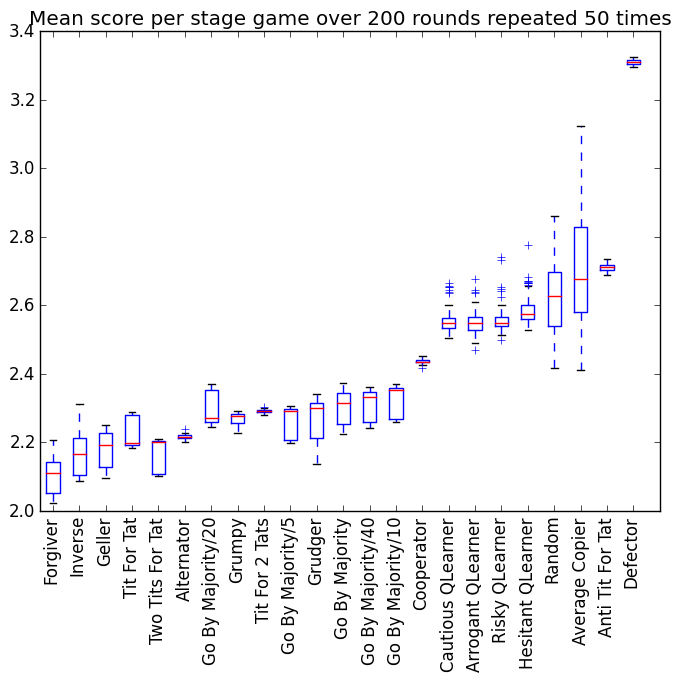 Mean score per stage game over 200 rounds repeated 50 times
3.4
3.2
3.0
2.8
2.6
2.4
2.2
2.0
Forgiver
Inverse
Geller
Tit For Tat
Two Tits For Tat
Alternator
Go By Majority/20
Grumpy
Tit For 2 Tats
Go By Majority/5
Grudger
Go By Majority
Go By Majority/40
Go By Majority/10
Cooperator
Cautious QLearner
Arrogant QLearner
Risky QLearner
Hesitant QLearner
Random
Average Copier
Anti Tit For Tat
Defector